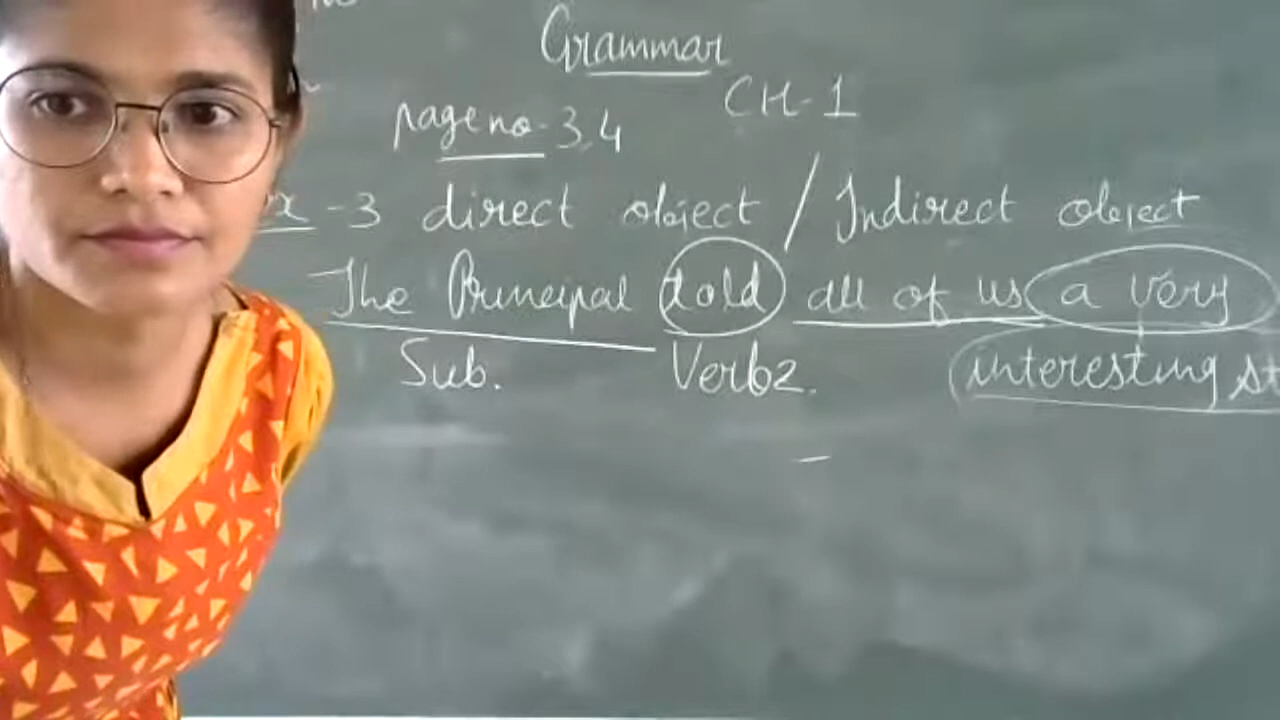 Grammar
CH-1
Page no-3,4
x-3 direct object / Indirect object
The Principal told all of us a very
Sub. Verb2. interesting st